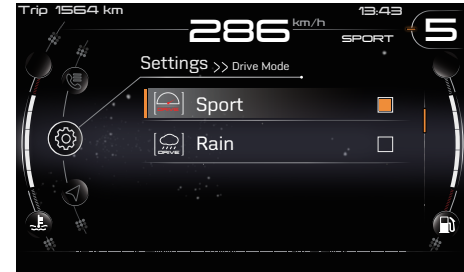 Trip 1564 km
286 km/h
13:43
SPORT
5
Settings >> Drive Mode
Sport
DRIVE Rain